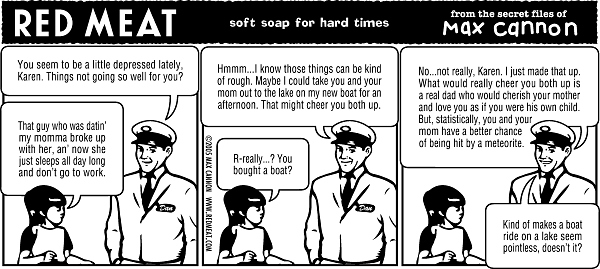 RED MEAT
soft soap for hard times
from the secret files of
Max cannon
You seem to be a little depressed lately,
Karen. Things not going so well for you?
That guy who was datin'
my momma broke up
with her, an' now she
just sleeps all day long
and don't go to work.
Dan
©2005 MAX CANNON WWW.REDMEAT.COM
Hmmm...I know those things can be kind
of rough. Maybe I could take you and your
mom out to the lake on my new boat for an
afternoon. That might cheer you both up.
R-really...? You
bought a boat?
Dan
No...not really, Karen. I just made that up.
What would really cheer you both up is
a real dad who would cherish your mother
and love you as if you were his own child.
But, statistically, you and your
mom have a better chance
of being hit by a meteorite.
Kind of makes a boat
ride on a lake seem
pointless, doesn't it?